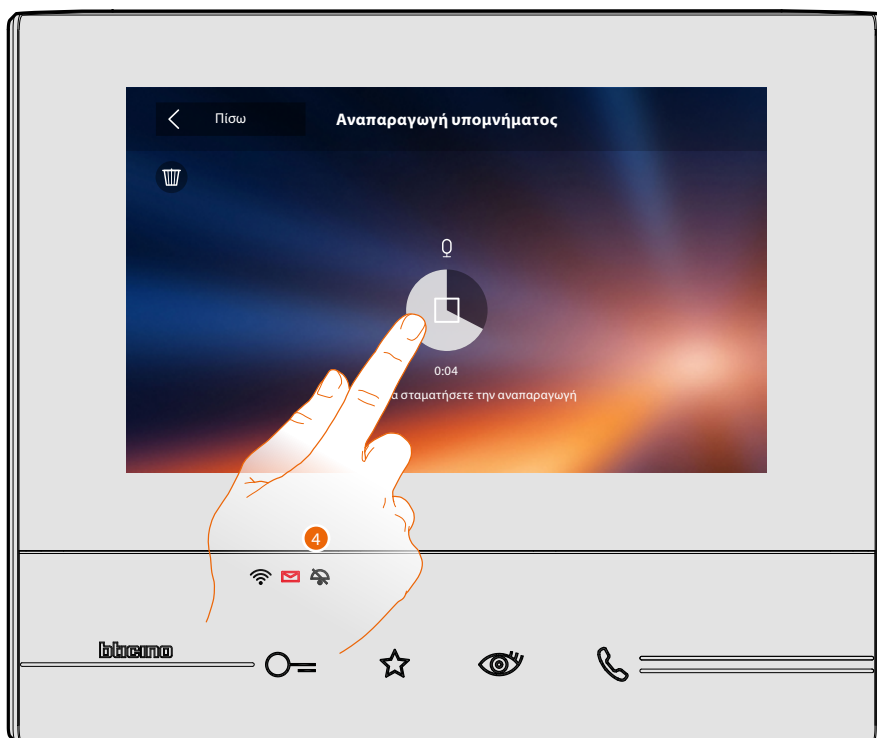 Πίσω
Αναπαραγωγή υπομνήματος
0:04
σταματήσετε την αναπαραγωγή
4
bticino